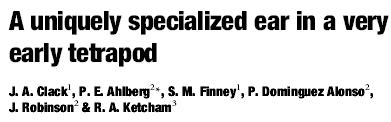 A uniquely specialized ear in a very
early tetrapod
J. A. Clack¹, P. E. Ahlberg²*, S. M. Finney¹, P. Dominguez Alonso²,
J. Robinson² & R. A. Ketcham³